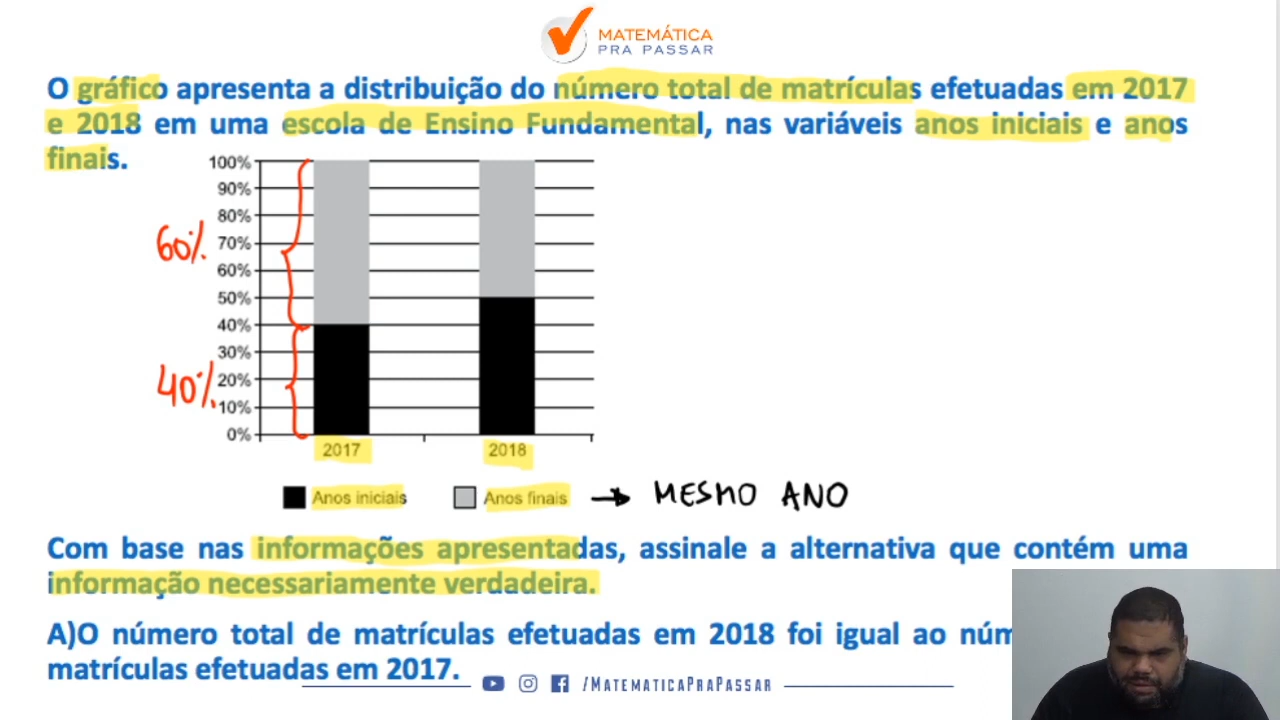 MATEMÁTICA
PRA PASSAR
O gráfico apresenta a distribuição do número total de matrículas efetuadas em 2017
e 2018 em uma escola de Ensino Fundamental, nas variáveis anos iniciais e anos
finais.
100%
90%
80%
60% 70%
60%
50%
40%
30%
40% 20%
10%
0%
2017 2018
Anos iniciais Anos finais → MESMO ANO
Com base nas informações apresentadas, assinale a alternativa que contém uma
informação necessariamente verdadeira.
A)O número total de matrículas efetuadas em 2018 foi igual ao
matrículas efetuadas em 2017.
/MATEMATICAPRAPASSAR